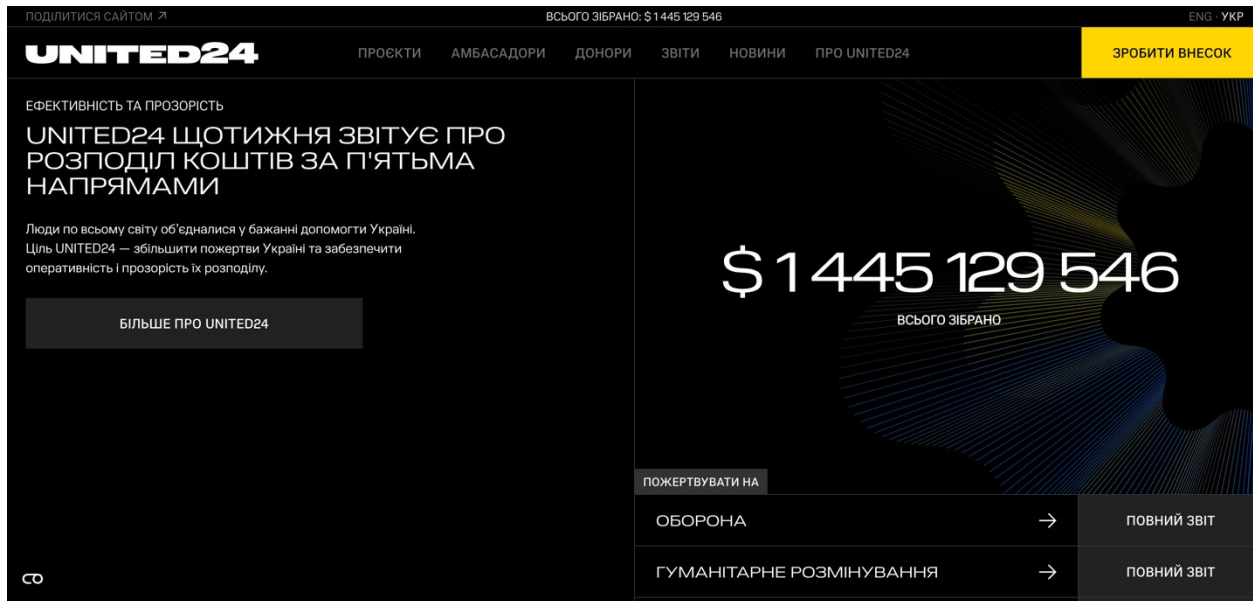 ПОДІЛИТИСЯ САЙТОМ ↗
ВСЬОГО ЗІБРАНО: $ 1 445 129 546
ENG · УКР
UNITED24
ПРОЄКТИ
АМБАСАДОРИ
ДОНОРИ
ЗВІТИ
НОВИНИ
ПРО UNITED24
ЗРОБИТИ ВНЕСОК
ЕФЕКТИВНІСТЬ ТА ПРОЗОРІСТЬ
UNITED24 ЩОТИЖНЯ ЗВІТУЄ ПРО
РОЗПОДІЛ КОШТІВ ЗА П'ЯТЬМА
НАПРЯМАМИ
Люди по всьому світу об’єдналися у бажанні допомогти Україні.
Ціль UNITED24 — збільшити пожертви Україні та забезпечити
оперативність і прозорість їх розподілу.
БІЛЬШЕ ПРО UNITED24
$ 1 445 129 546
ВСЬОГО ЗІБРАНО
ПОЖЕРТВУВАТИ НА
ОБОРОНА →
ПОВНИЙ ЗВІТ
ГУМАНІТАРНЕ РОЗМІНУВАННЯ →
ПОВНИЙ ЗВІТ